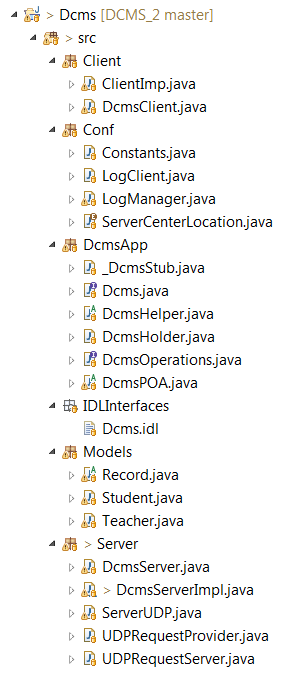 > Dcms [DCMS_2 master]
> src
Client
ClientImp.java
DcmsClient.java
Conf
Constants.java
LogClient.java
LogManager.java
ServerCenterLocation.java
DcmsApp
_DcmsStub.java
Dcms.java
DcmsHelper.java
DcmsHolder.java
DcmsOperations.java
DcmsPOA.java
IDLInterfaces
Dcms.idl
Models
Record.java
Student.java
Teacher.java
> Server
DcmsServer.java
> DcmsServerImpl.java
ServerUDP.java
UDPRequestProvider.java
UDPRequestServer.java